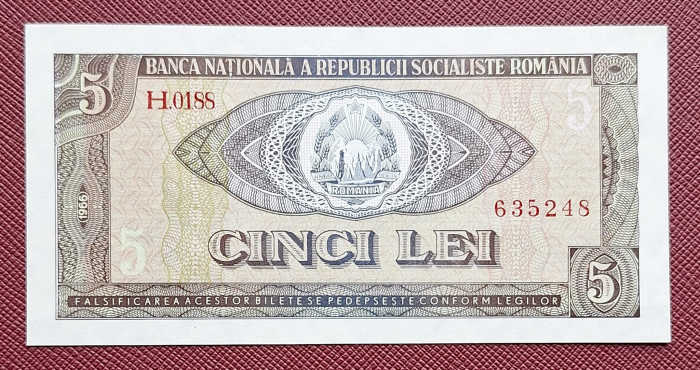 5 BANCA NAȚIONALĂ A REPUBLICII SOCIALISTE ROMÂNIA
H.0188 5
ROMÂNIA
1966
635248
5 CINCI LEI
5
FALSIFICAREA ACESTOR BILETE SE PEDEPSEȘTE CONFORM LEGILOR